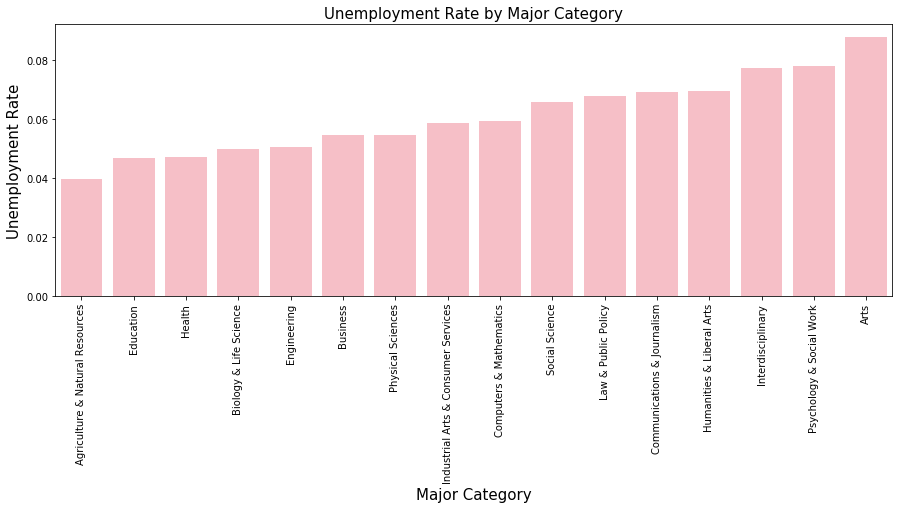 Unemployment Rate by Major Category
Unemployment Rate
0.08
0.06
0.04
0.02
0.00
Agriculture & Natural Resources
Education
Health
Biology & Life Science
Engineering
Business
Physical Sciences
Industrial Arts & Consumer Services
Computers & Mathematics
Social Science
Law & Public Policy
Communications & Journalism
Humanities & Liberal Arts
Interdisciplinary
Psychology & Social Work
Arts
Major Category